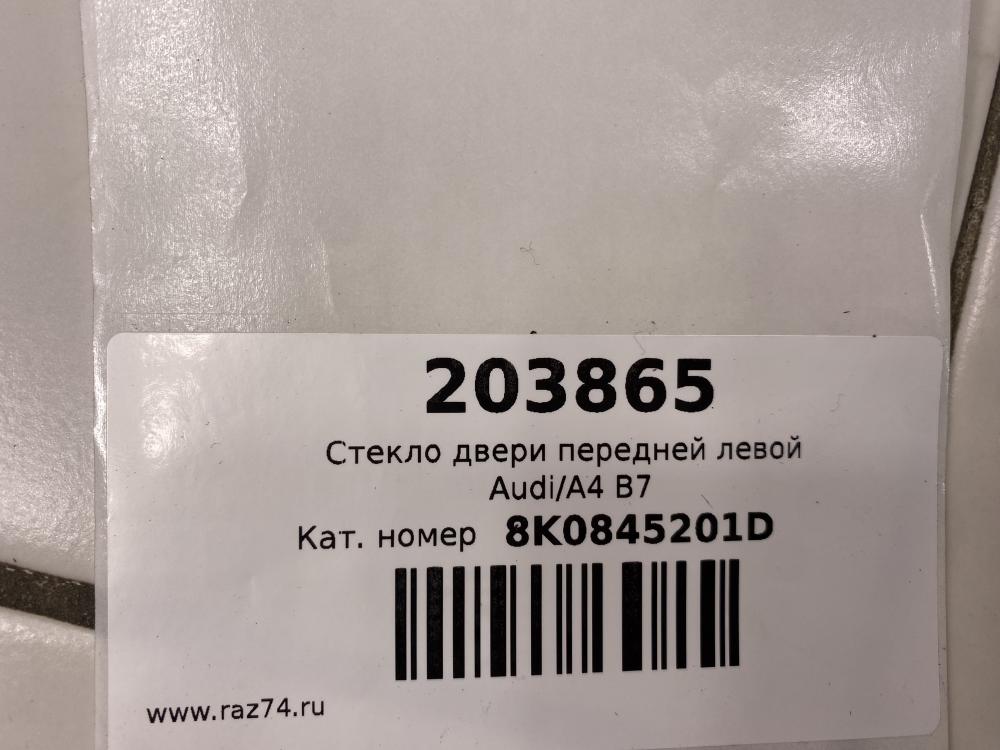 203865
Стекло двери передней левой
Audi/A4 B7
Кат. номер 8K0845201D
www.raz74.ru